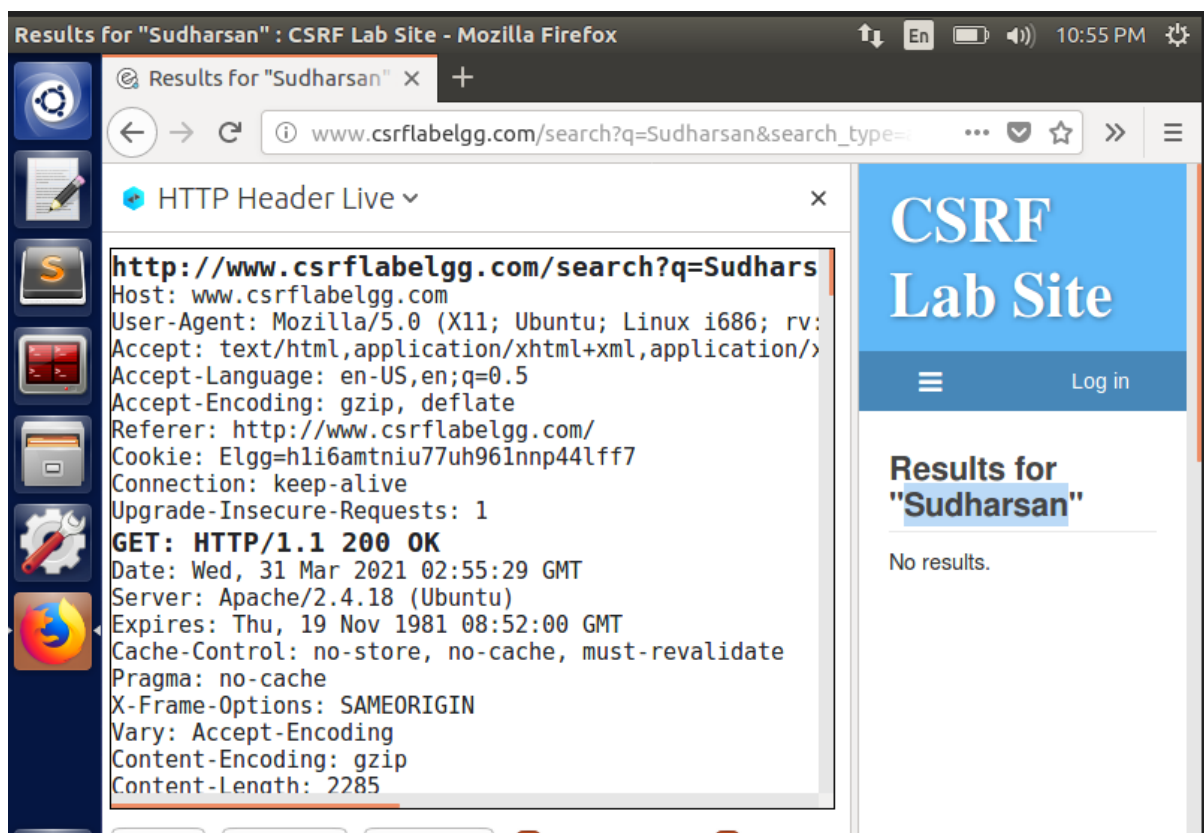 Results for "Sudharsan" : CSRF Lab Site - Mozilla Firefox
En
10:55 PM
Results for "Sudharsan"
www.csrflabelgg.com/search?q=Sudharsan&search_type=
HTTP Header Live
http://www.csrflabelgg.com/search?q=Sudhars
Host: www.csrflabelgg.com
User-Agent: Mozilla/5.0 (X11; Ubuntu; Linux i686; rv:
Accept: text/html,application/xhtml+xml,application/x
Accept-Language: en-US,en;q=0.5
Accept-Encoding: gzip, deflate
Referer: http://www.csrflabelgg.com/
Cookie: Elgg=h1i6amtniu77uh961nnp44lff7
Connection: keep-alive
Upgrade-Insecure-Requests: 1
GET: HTTP/1.1 200 OK
Date: Wed, 31 Mar 2021 02:55:29 GMT
Server: Apache/2.4.18 (Ubuntu)
Expires: Thu, 19 Nov 1981 08:52:00 GMT
Cache-Control: no-store, no-cache, must-revalidate
Pragma: no-cache
X-Frame-Options: SAMEORIGIN
Vary: Accept-Encoding
Content-Encoding: gzip
Content-Length: 2285
CSRF
Lab Site
Log in
Results for
"Sudharsan"
No results.